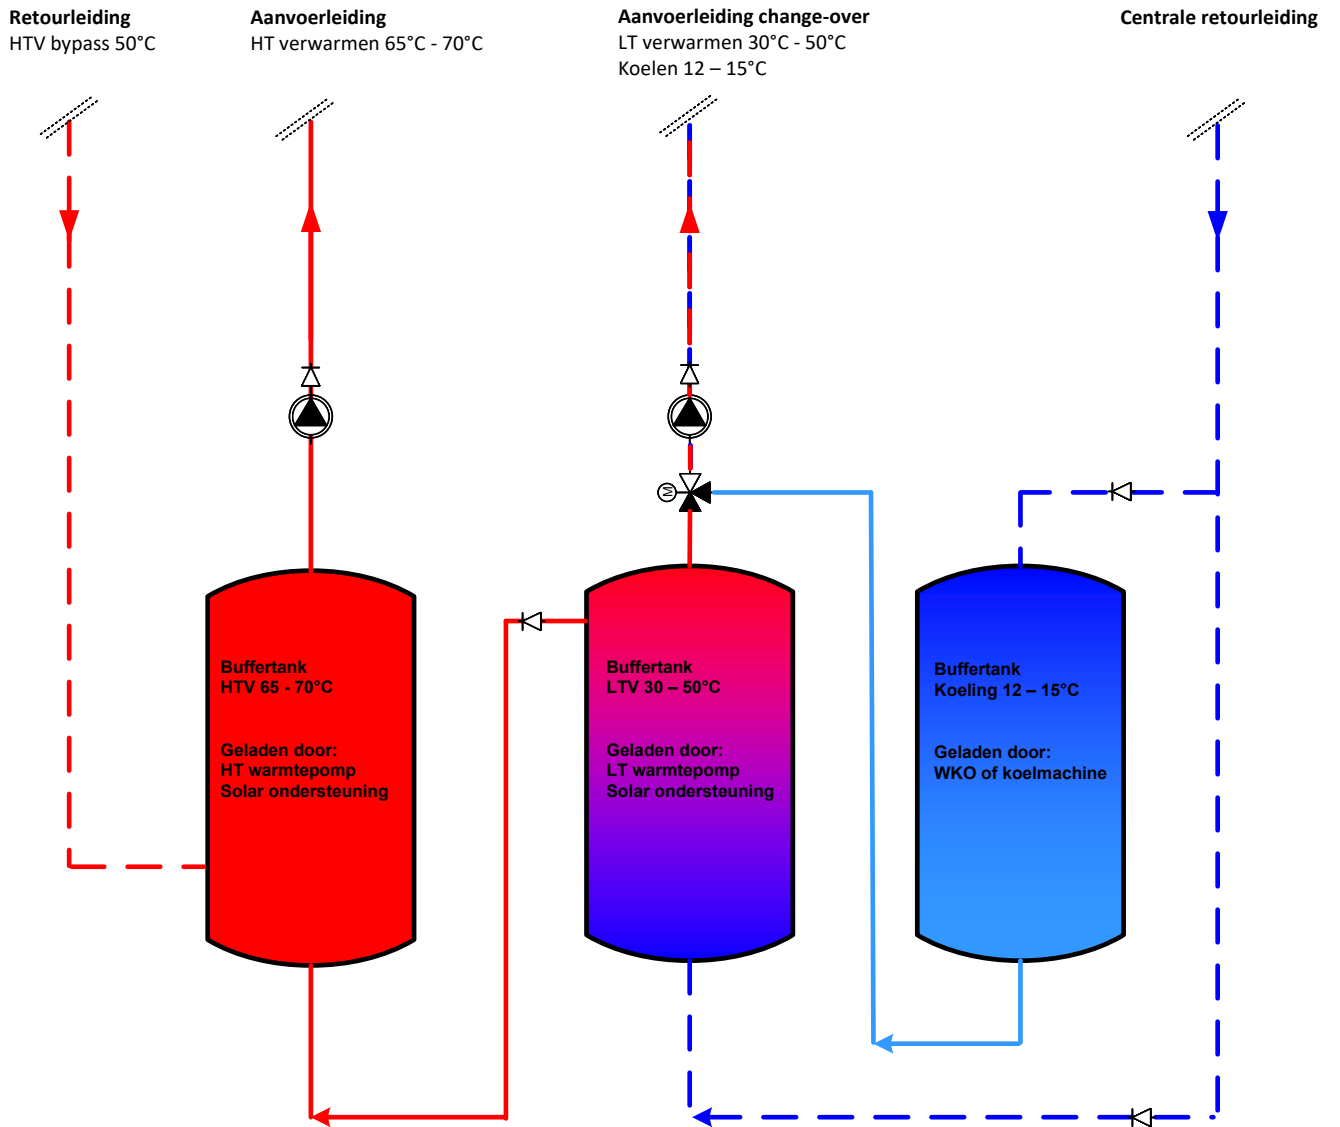 Retourleiding
HTV bypass 50°C
Aanvoerleiding
HT verwarmen 65°C - 70°C
Aanvoerleiding change-over
LT verwarmen 30°C - 50°C
Koelen 12 – 15°C
Centrale retourleiding
M
Buffertank
HTV 65 - 70°C
Geladen door:
HT warmtepomp
Solar ondersteuning
Buffertank
LTV 30 – 50°C
Geladen door:
LT warmtepomp
Solar ondersteuning
Buffertank
Koeling 12 – 15°C
Geladen door:
WKO of koelmachine